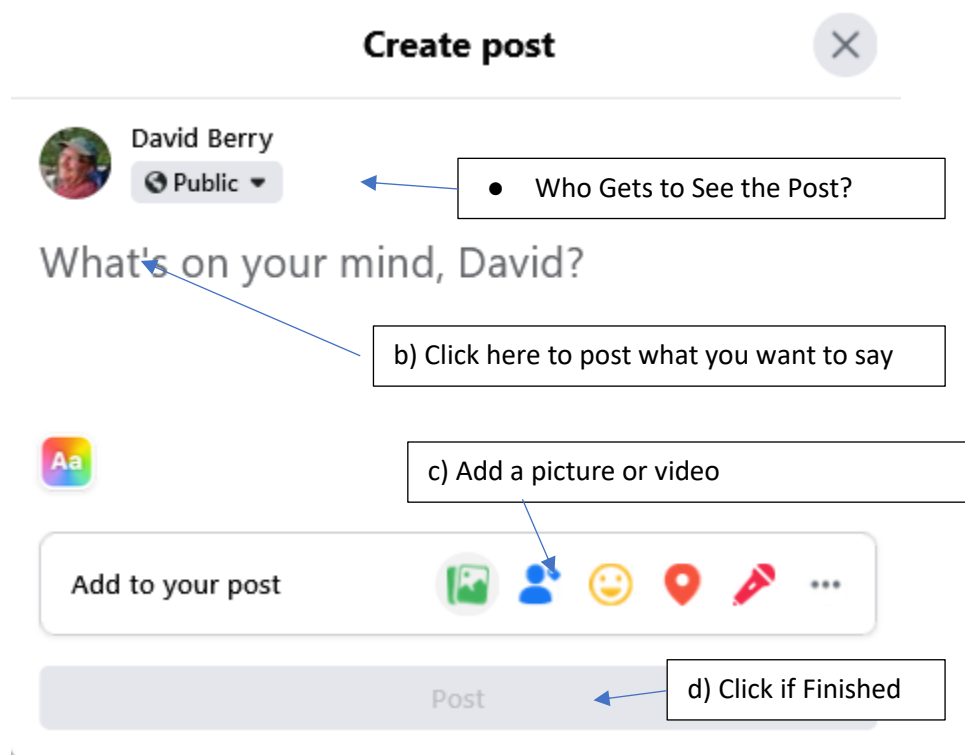 Create post
David Berry
Public
● Who Gets to See the Post?
What's on your mind, David?
b) Click here to post what you want to say
Aa
c) Add a picture or video
Add to your post
Post
d) Click if Finished